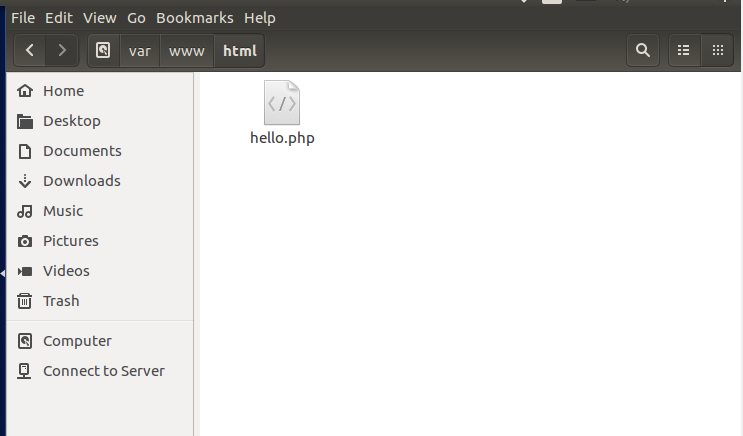 File Edit View Go Bookmarks Help
var www html
Home
Desktop
Documents
Downloads
Music
Pictures
Videos
Trash
Computer
Connect to Server
</>
hello.php